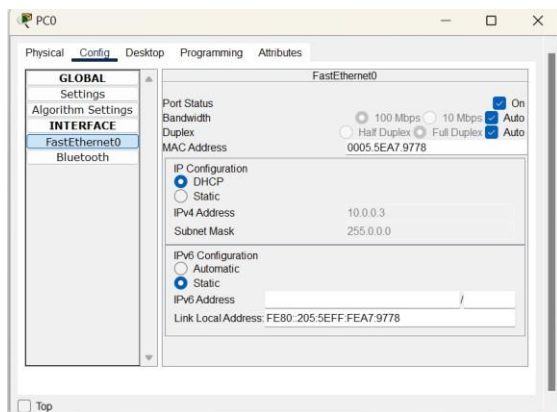 PC0
Physical Config Desktop Programming Attributes
GLOBAL
Settings
Algorithm Settings
INTERFACE
FastEthernet0
Bluetooth
FastEthernet0
Port Status On
Bandwidth 100 Mbps 10 Mbps Auto
Duplex Half Duplex Full Duplex Auto
MAC Address 0005.5EA7.9778
IP Configuration
DHCP
Static
IPv4 Address 10.0.0.3
Subnet Mask 255.0.0.0
IPv6 Configuration
Automatic
Static
IPv6 Address /
Link Local Address: FE80::205:5EFF:FEA7:9778
Top